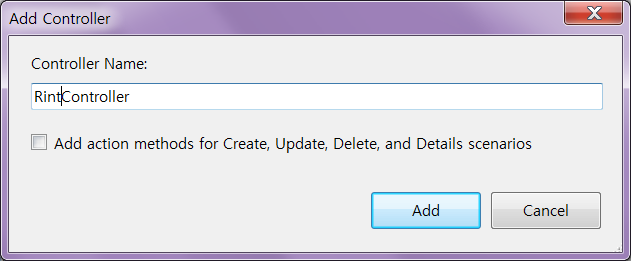 Add Controller
Controller Name:
RintController
Add action methods for Create, Update, Delete, and Details scenarios
Add
Cancel